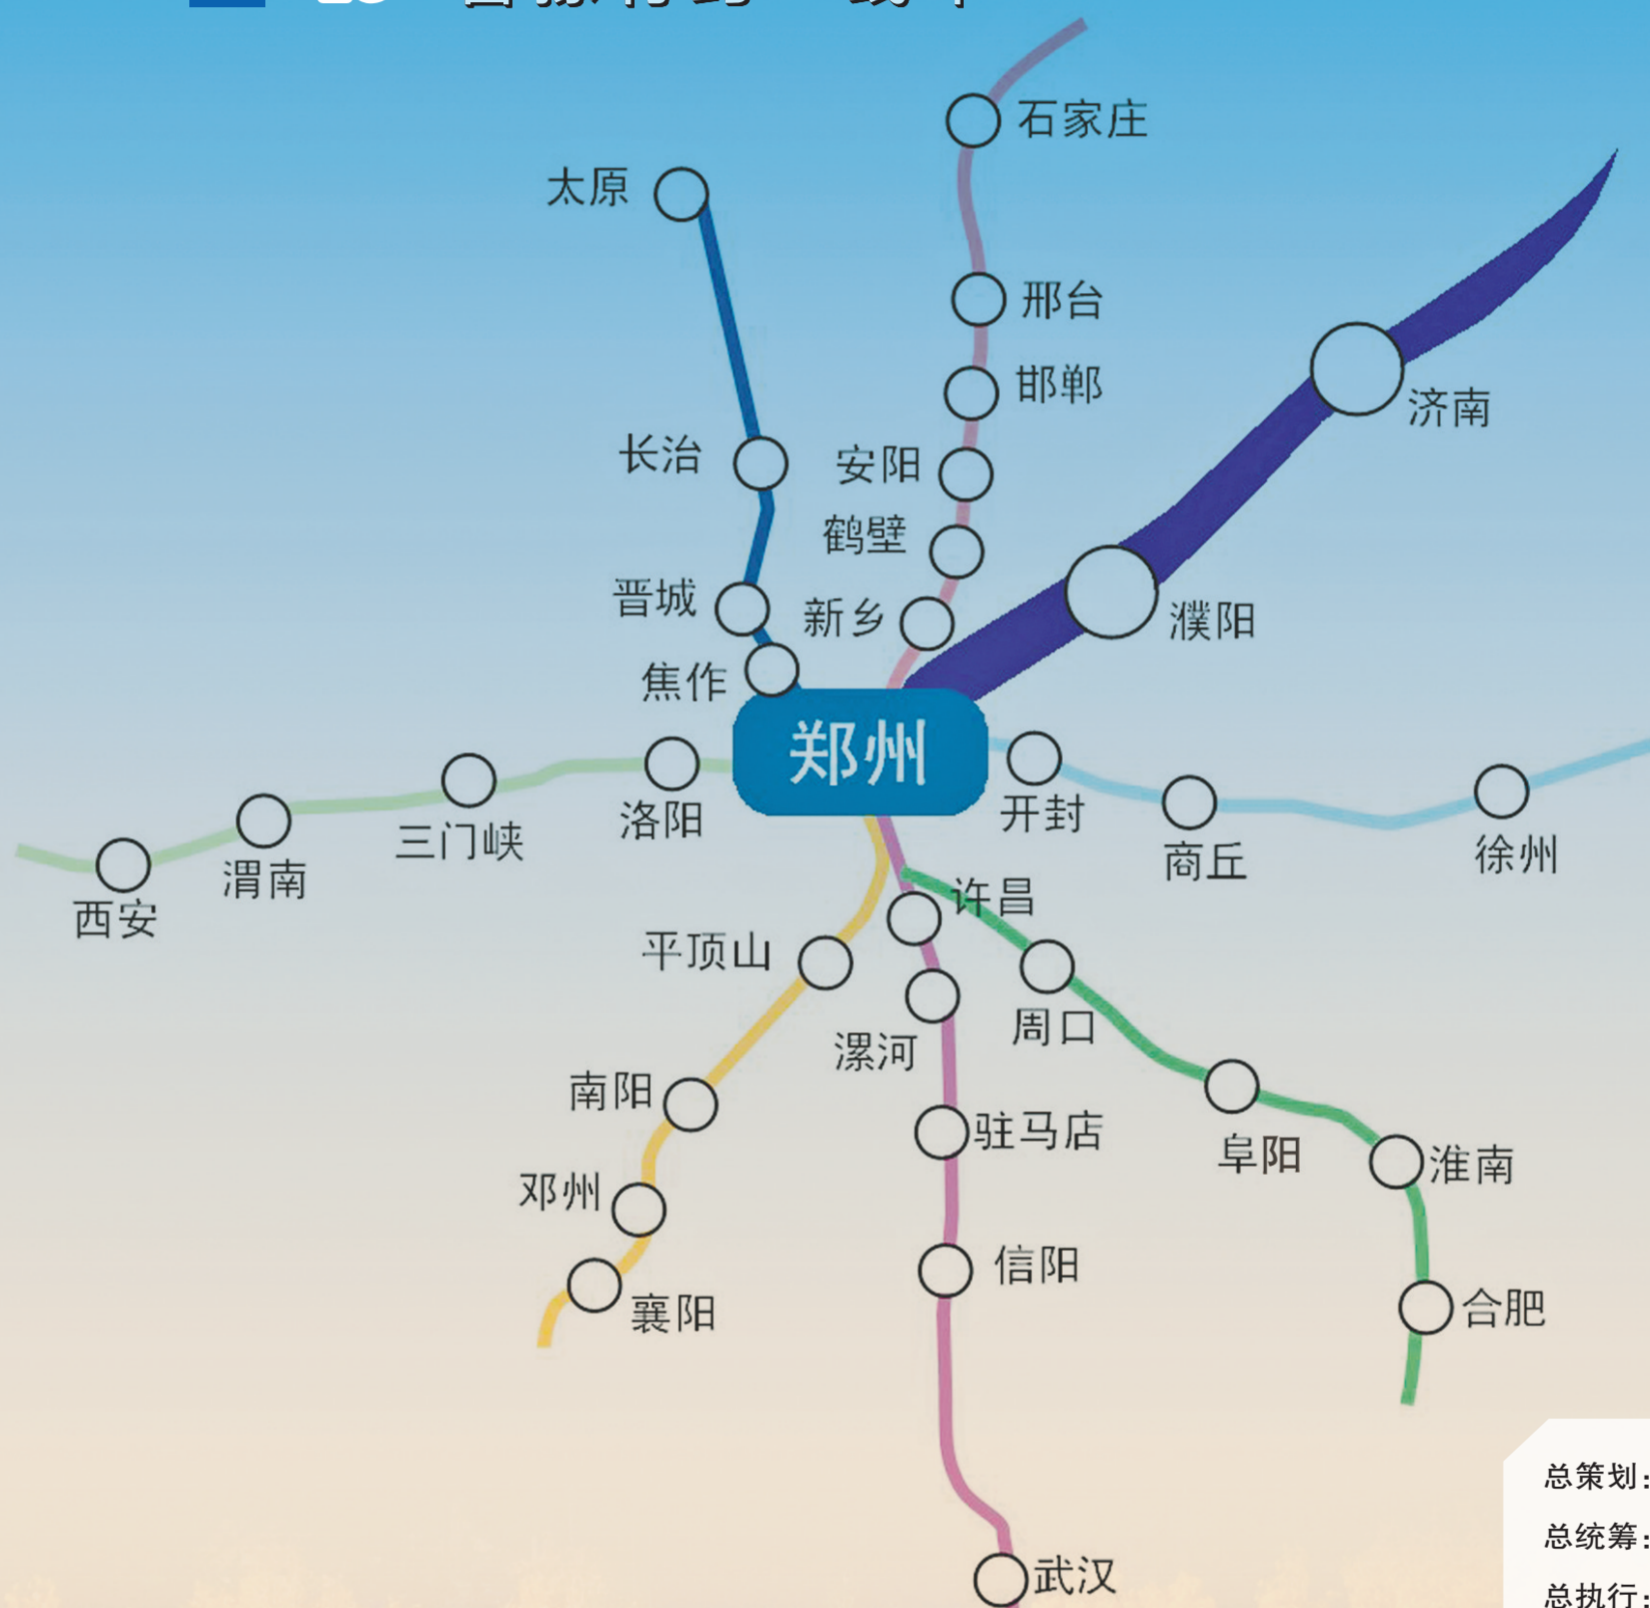 石家庄
太原
邢台
邯郸
济南
长治
安阳
鹤壁
晋城
新乡
濮阳
焦作
郑州
洛阳
开封
三门峡
商丘
徐州
渭南
西安
许昌
平顶山
周口
漯河
南阳
驻马店
阜阳
淮南
邓州
信阳
襄阳
合肥
总策划:
总统筹:
武汉
总执行: